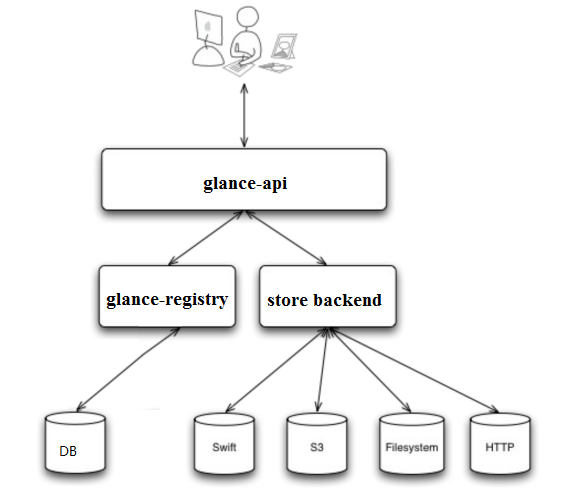 glance-api
glance-registry
store backend
DB
Swift
S3
Filesystem
HTTP